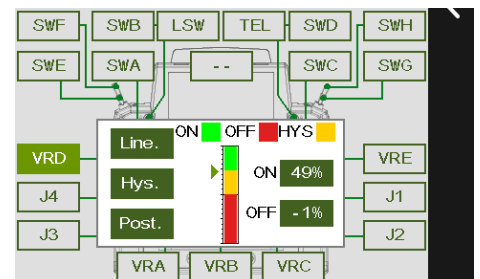 SWF SWB LSW TEL SWD SWH
SWE SWA -- SWC SWG
ON OFF HYS
Line.
VRD ON 49% VRE
Hys.
J4 J1
OFF -1%
Post.
J3 J2
VRA VRB VRC